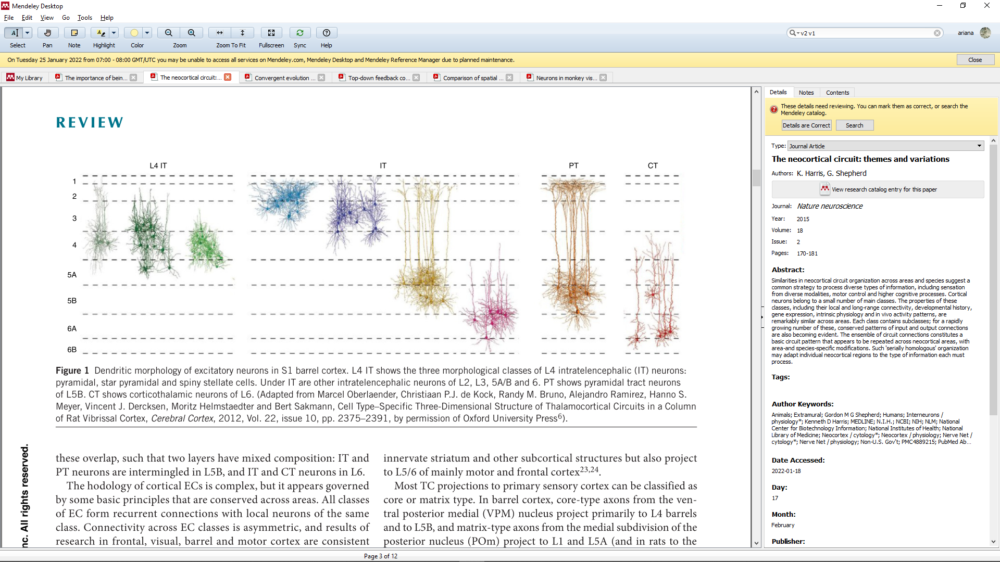 Mendeley Desktop
File Edit View Go Tools Help
Select Pan Note Highlight Color Zoom Zoom To Fit Fullscreen Sync Help
v2 v1
ariana
On Tuesday 25 January 2022 from 07:00 - 08:00 GMT/UTC you may be unable to access all services on Mendeley.com, Mendeley Desktop and Mendeley Reference Manager due to planned maintenance.
Close
My Library
The importance of bein...
The neocortical circuit:...
Convergent evolution ...
Top-down feedback co...
Comparison of spatial ...
Neurons in monkey vis...
REVIEW
L4 IT IT PT CT
1
2
3
4
5A
5B
6A
6B
Figure 1 Dendritic morphology of excitatory neurons in S1 barrel cortex. L4 IT shows the three morphological classes of L4 intratelencephalic (IT) neurons:
pyramidal, star pyramidal and spiny stellate cells. Under IT are other intratelencephalic neurons of L2, L3, 5A/B and 6. PT shows pyramidal tract neurons
of L5B. CT shows corticothalamic neurons of L6. (Adapted from Marcel Oberlaender, Christiaan P.J. de Kock, Randy M. Bruno, Alejandro Ramirez, Hanno S.
Meyer, Vincent J. Dercksen, Moritz Helmstaedter and Bert Sakmann, Cell Type–Specific Three-Dimensional Structure of Thalamocortical Circuits in a Column
of Rat Vibrissal Cortex, Cerebral Cortex, 2012, Vol. 22, issue 10, pp. 2375–2391, by permission of Oxford University Press6).
these overlap, such that two layers have mixed composition: IT and
PT neurons are intermingled in L5B, and IT and CT neurons in L6.
The hodology of cortical ECs is complex, but it appears governed
by some basic principles that are conserved across areas. All classes
of EC form recurrent connections with local neurons of the same
class. Connectivity across EC classes is asymmetric, and results of
research in frontal, visual, barrel and motor cortex are consistent
innervate striatum and other subcortical structures but also project
to L5/6 of mainly motor and frontal cortex23,24.
Most TC projections to primary sensory cortex can be classified as
core or matrix type. In barrel cortex, core-type axons from the ven-
tral posterior medial (VPM) nucleus project primarily to L4 barrels
and to L5B, and matrix-type axons from the medial subdivision of the
posterior nucleus (POm) project to L1 and L5A (and in rats to the
nc. All rights reserved.
Page 3 of 12
Details Notes Contents
These details need reviewing. You can mark them as correct, or search the
Mendeley catalog.
Details are Correct Search
Type: Journal Article
The neocortical circuit: themes and variations
Authors: K. Harris, G. Shepherd
View research catalog entry for this paper
Journal: Nature neuroscience
Year: 2015
Volume: 18
Issue: 2
Pages: 170-181
Abstract:
Similarities in neocortical circuit organization across areas and species suggest a
common strategy to process diverse types of information, including sensation
from diverse modalities, motor control and higher cognitive processes. Cortical
neurons belong to a small number of main classes. The properties of these
classes, including their local and long-range connectivity, developmental history,
gene expression, intrinsic physiology and in vivo activity patterns, are
remarkably similar across areas. Each class contains subclasses; for a rapidly
growing number of these, conserved patterns of input and output connections
are also becoming evident. The ensemble of circuit connections constitutes a
basic circuit pattern that appears to be repeated across neocortical areas, with
area-and species-specific modifications. Such 'serially homologous' organization
may adapt individual neocortical regions to the type of information each must
process.
Tags:
Author Keywords:
Animals; Extramural; Gordon M G Shepherd; Humans; Interneurons /
physiology*; Kenneth D Harris; MEDLINE; N.I.H.; NCBI; NIH; NLM; National
Center for Biotechnology Information; National Institutes of Health; National
Library of Medicine; Neocortex / cytology*; Neocortex / physiology; Nerve Net /
cytology*; Nerve Net / physiology; Non-U.S. Gov't; PMC4889215; PubMed Ab...
Date Accessed:
2022-01-18
Day:
17
Month:
February
Publisher: